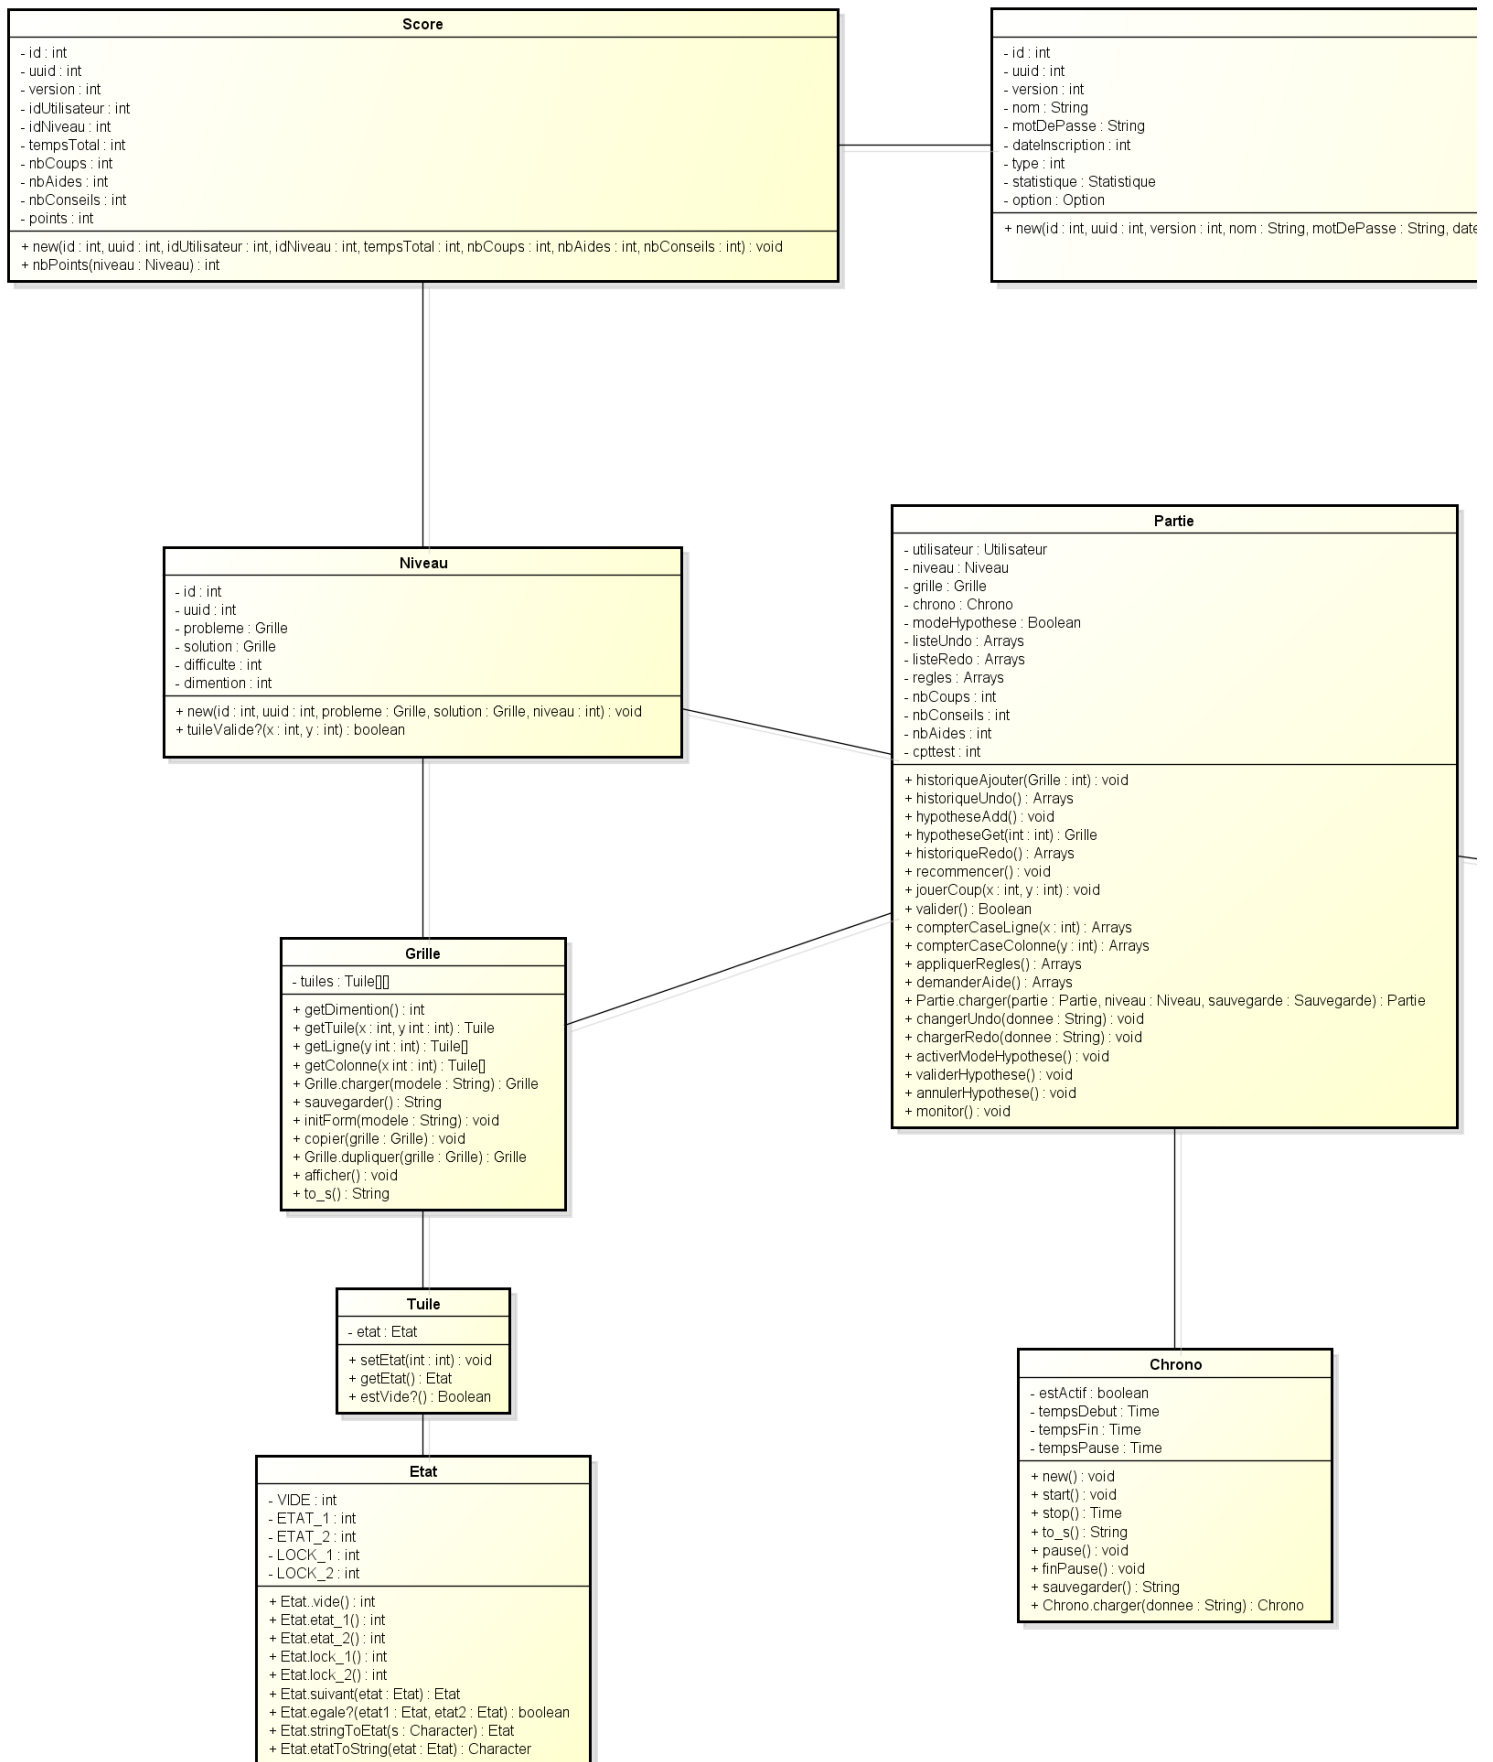 Score
- id : int
- uuid : int
- version : int
- idUtilisateur : int
- idNiveau : int
- tempsTotal : int
- nbCoups : int
- nbAides : int
- nbConseils : int
- points : int
+ new(id : int, uuid : int, idUtilisateur : int, idNiveau : int, tempsTotal : int, nbCoups : int, nbAides : int, nbConseils : int) : void
+ nbPoints(niveau : Niveau) : int
- id : int
- uuid : int
- version : int
- nom : String
- motDePasse : String
- dateInscription : int
- type : int
- statistique : Statistique
- option : Option
+ new(id : int, uuid : int, version : int, nom : String, motDePasse : String, date
Niveau
- id : int
- uuid : int
- probleme : Grille
- solution : Grille
- difficulte : int
- dimention : int
+ new(id : int, uuid : int, probleme : Grille, solution : Grille, niveau : int) : void
+ tuileValide?(x : int, y : int) : boolean
Partie
- utilisateur : Utilisateur
- niveau : Niveau
- grille : Grille
- chrono : Chrono
- modeHypothese : Boolean
- listeUndo : Arrays
- listeRedo : Arrays
- regles : Arrays
- nbCoups : int
- nbConseils : int
- nbAides : int
- cpttest : int
+ historiqueAjouter(Grille : int) : void
+ historiqueUndo() : Arrays
+ hypotheseAdd() : void
+ hypotheseGet(int : int) : Grille
+ historiqueRedo() : Arrays
+ recommencer() : void
+ jouerCoup(x : int, y : int) : void
+ valider() : Boolean
+ compterCaseLigne(x : int) : Arrays
+ compterCaseColonne(y : int) : Arrays
+ appliquerRegles() : Arrays
+ demanderAide() : Arrays
+ Partie.charger(partie : Partie, niveau : Niveau, sauvegarde : Sauvegarde) : Partie
+ changerUndo(donnee : String) : void
+ chargerRedo(donnee : String) : void
+ activerModeHypothese() : void
+ validerHypothese() : void
+ annulerHypothese() : void
+ monitor() : void
Grille
- tuiles : Tuile[][]
+ getDimention() : int
+ getTuile(x : int, y int : int) : Tuile
+ getLigne(y int : int) : Tuile[]
+ getColonne(x int : int) : Tuile[]
+ Grille.charger(modele : String) : Grille
+ sauvegarder() : String
+ initForm(modele : String) : void
+ copier(grille : Grille) : void
+ Grille.dupliquer(grille : Grille) : Grille
+ afficher() : void
+ to_s() : String
Tuile
- etat : Etat
+ setEtat(int : int) : void
+ getEtat() : Etat
+ estVide?() : Boolean
Chrono
- estActif : boolean
- tempsDebut : Time
- tempsFin : Time
- tempsPause : Time
+ new() : void
+ start() : void
+ stop() : Time
+ to_s() : String
+ pause() : void
+ finPause() : void
+ sauvegarder() : String
+ Chrono.charger(donnee : String) : Chrono
Etat
- VIDE : int
- ETAT_1 : int
- ETAT_2 : int
- LOCK_1 : int
- LOCK_2 : int
+ Etat..vide() : int
+ Etat.etat_1() : int
+ Etat.etat_2() : int
+ Etat.lock_1() : int
+ Etat.lock_2() : int
+ Etat.suivant(etat : Etat) : Etat
+ Etat.egale?(etat1 : Etat, etat2 : Etat) : boolean
+ Etat.stringToEtat(s : Character) : Etat
+ Etat.etatToString(etat : Etat) : Character